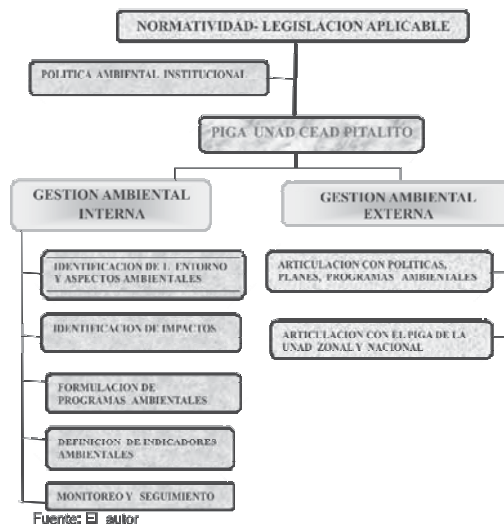 NORMATIVIDAD- LEGISLACION APLICABLE
POLITICA AMBIENTAL INSTITUCIONAL
PIGA UNAD CEAD PITALITO
GESTION AMBIENTAL
INTERNA
GESTION AMBIENTAL
EXTERNA
IDENTIFICACION DE L ENTORNO
Y ASPECTOS AMBIENTALES
IDENTIFICACION DE IMPACTOS
FORMULACION DE
PROGRAMAS AMBIENTALES
DEFINICION DE INDICADORES
AMBIENTALES
MONITOREO Y SEGUIMIENTO
ARTICULACION CON POLITICAS,
PLANES, PROGRAMAS AMBIENTALES
ARTICULACION CON EL PIGA DE LA
UNAD ZONAL Y NACIONAL
Fuente: El autor